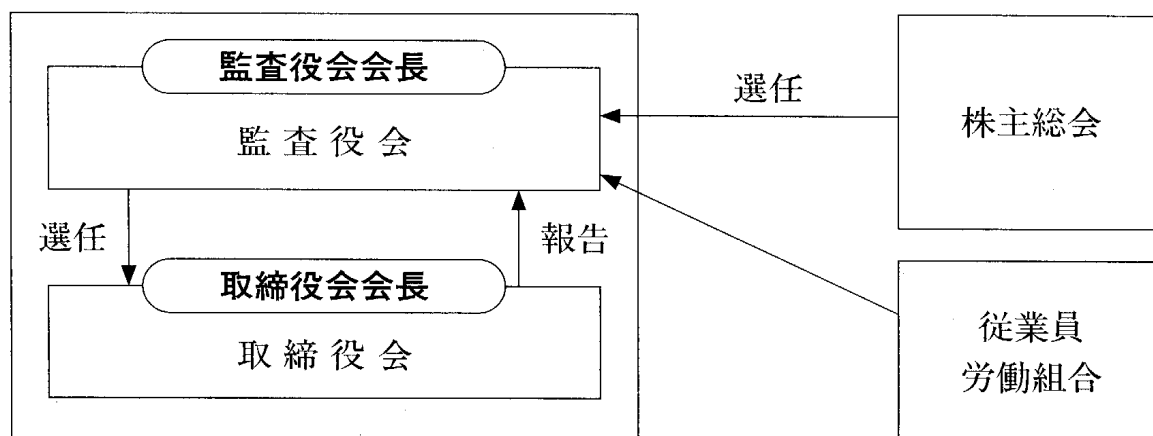 監査役会会長
監査役会
選任
株主総会
選任
報告
取締役会会長
取締役会
従業員
労働組合